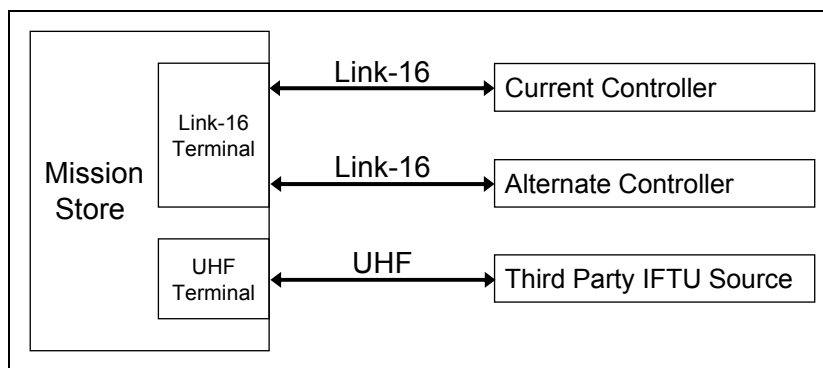 Mission
Store
Link-16
Terminal
UHF
Terminal
Link-16
Link-16
UHF
Current Controller
Alternate Controller
Third Party IFTU Source